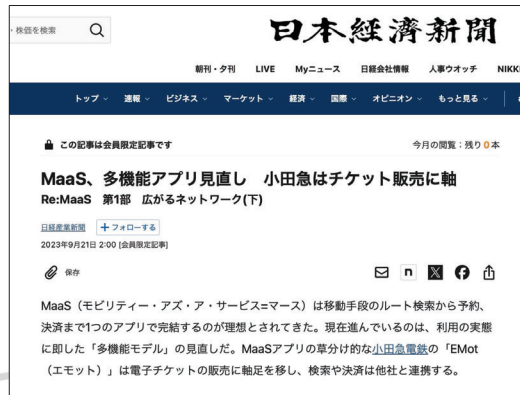 ・株価を検索
日本経済新聞
朝刊・夕刊 LIVE Myニュース 日経会社情報 人事ウオッチ NIKKE
トップ 速報 ビジネス マーケット 経済 国際 オピニオン もっと見る
この記事は会員限定記事です 今月の閲覧：残り0本
MaaS、多機能アプリ見直し 小田急はチケット販売に軸
Re:MaaS 第1部 広がるネットワーク(下)
日経産業新聞 +フォローする
2023年9月21日 2:00 [会員限定記事]
保存
MaaS（モビリティー・アズ・ア・サービス=マース）は移動手段のルート検索から予約、
決済まで1つのアプリで完結するのが理想とされてきた。現在進んでいるのは、利用の実態
に即した「多機能モデル」の見直しだ。MaaSアプリの草分け的な小田急電鉄の「EMot
（エモット）」は電子チケットの販売に軸足を移し、検索や決済は他社と連携する。